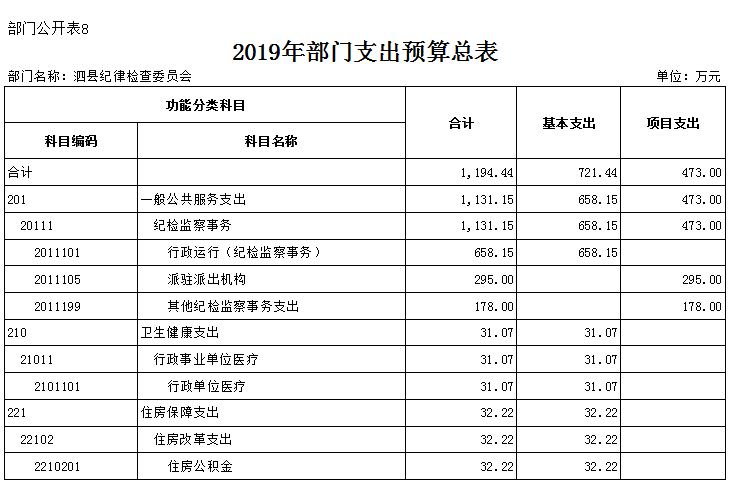 部门公开表8
2019年部门支出预算总表
部门名称：泗县纪律检查委员会 单位：万元
功能分类科目 合计 基本支出 项目支出
科目编码 科目名称
合计 1,194.44 721.44 473.00
201 一般公共服务支出 1,131.15 658.15 473.00
20111 纪检监察事务 1,131.15 658.15 473.00
2011101 行政运行（纪检监察事务） 658.15 658.15
2011105 派驻派出机构 295.00 295.00
2011199 其他纪检监察事务支出 178.00 178.00
210 卫生健康支出 31.07 31.07
21011 行政事业单位医疗 31.07 31.07
2101101 行政单位医疗 31.07 31.07
221 住房保障支出 32.22 32.22
22102 住房改革支出 32.22 32.22
2210201 住房公积金 32.22 32.22